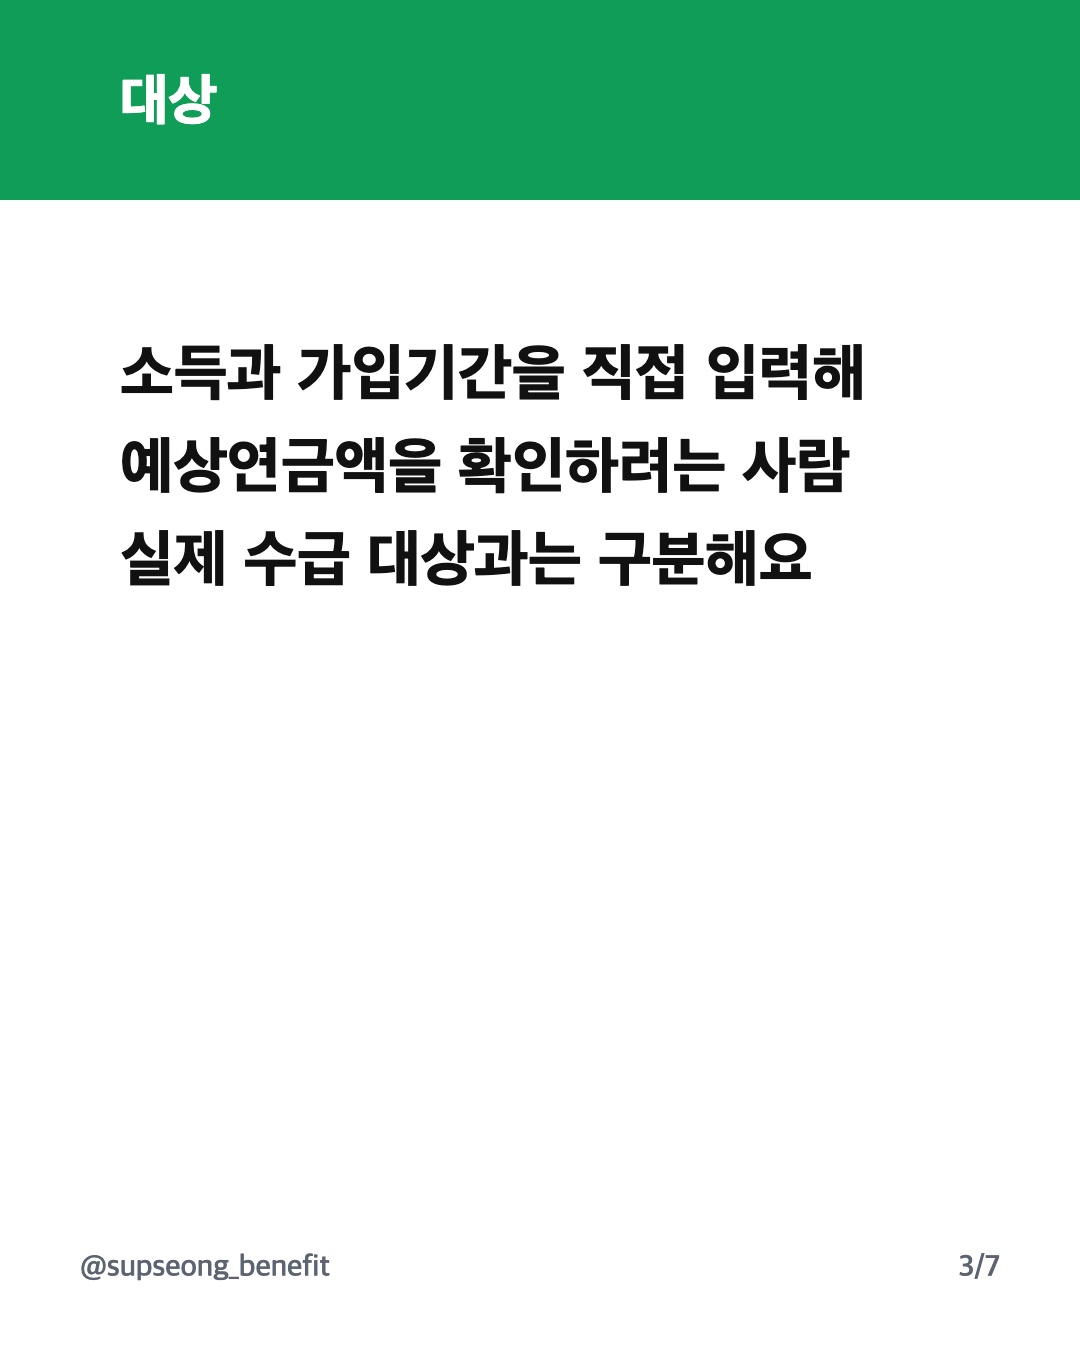 대상
소득과 가입기간을 직접 입력해
예상연금액을 확인하려는 사람
실제 수급 대상과는 구분해요
@supseong_benefit
3/7